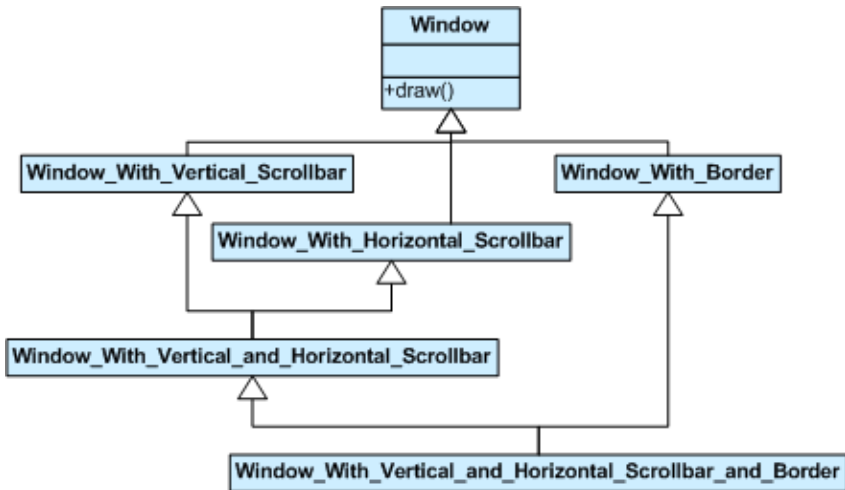 Window
+draw()
Window_With_Vertical_Scrollbar
Window_With_Border
Window_With_Horizontal_Scrollbar
Window_With_Vertical_and_Horizontal_Scrollbar
Window_With_Vertical_and_Horizontal_Scrollbar_and_Border